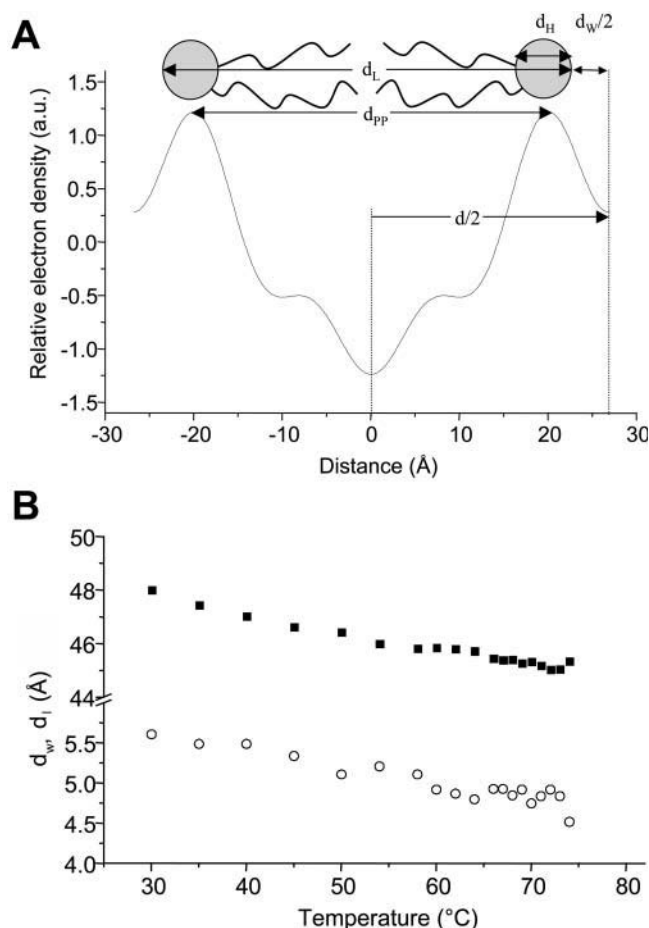 A
d_H d_W/2
d_L
d_PP
d/2
1.5
1.0
0.5
0.0
-0.5
-1.0
-1.5
Relative electron density (a.u.)
-30 -20 -10 0 10 20 30
Distance (Å)
B
50
48
46
44
5.5
5.0
4.5
4.0
d_w, d_l (Å)
30 40 50 60 70 80
Temperature (°C)